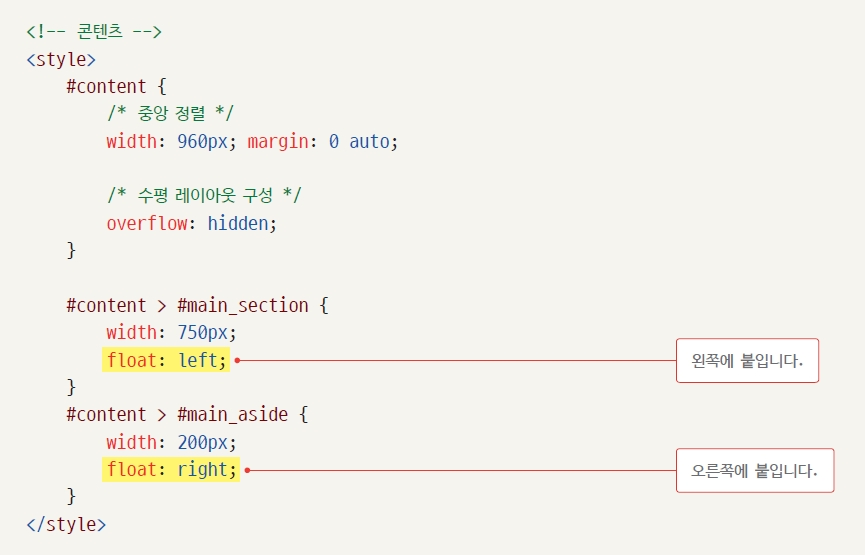 <!-- 콘텐츠 -->
<style>
#content {
/* 중앙 정렬 */
width: 960px; margin: 0 auto;
/* 수평 레이아웃 구성 */
overflow: hidden;
}
#content > #main_section {
width: 750px;
float: left; 왼쪽에 붙입니다.
}
#content > #main_aside {
width: 200px;
float: right; 오른쪽에 붙입니다.
}
</style>